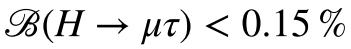 ℬ(H → μτ) < 0.15 %